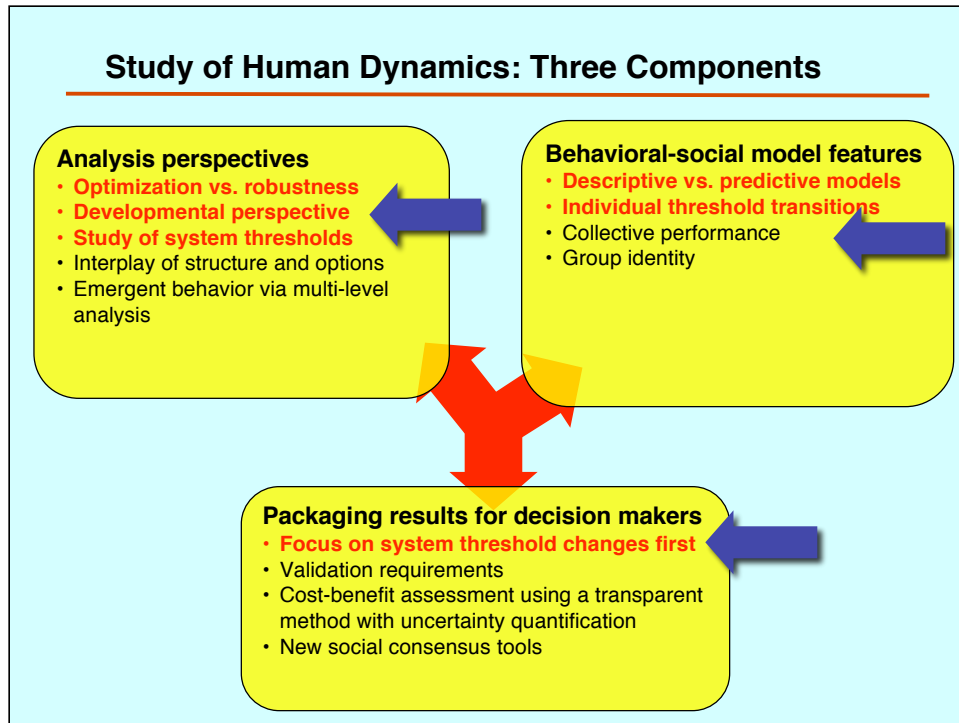 Study of Human Dynamics: Three Components
Analysis perspectives
• Optimization vs. robustness
• Developmental perspective
• Study of system thresholds
• Interplay of structure and options
• Emergent behavior via multi-level
analysis
Behavioral-social model features
• Descriptive vs. predictive models
• Individual threshold transitions
• Collective performance
• Group identity
Packaging results for decision makers
• Focus on system threshold changes first
• Validation requirements
• Cost-benefit assessment using a transparent
method with uncertainty quantification
• New social consensus tools